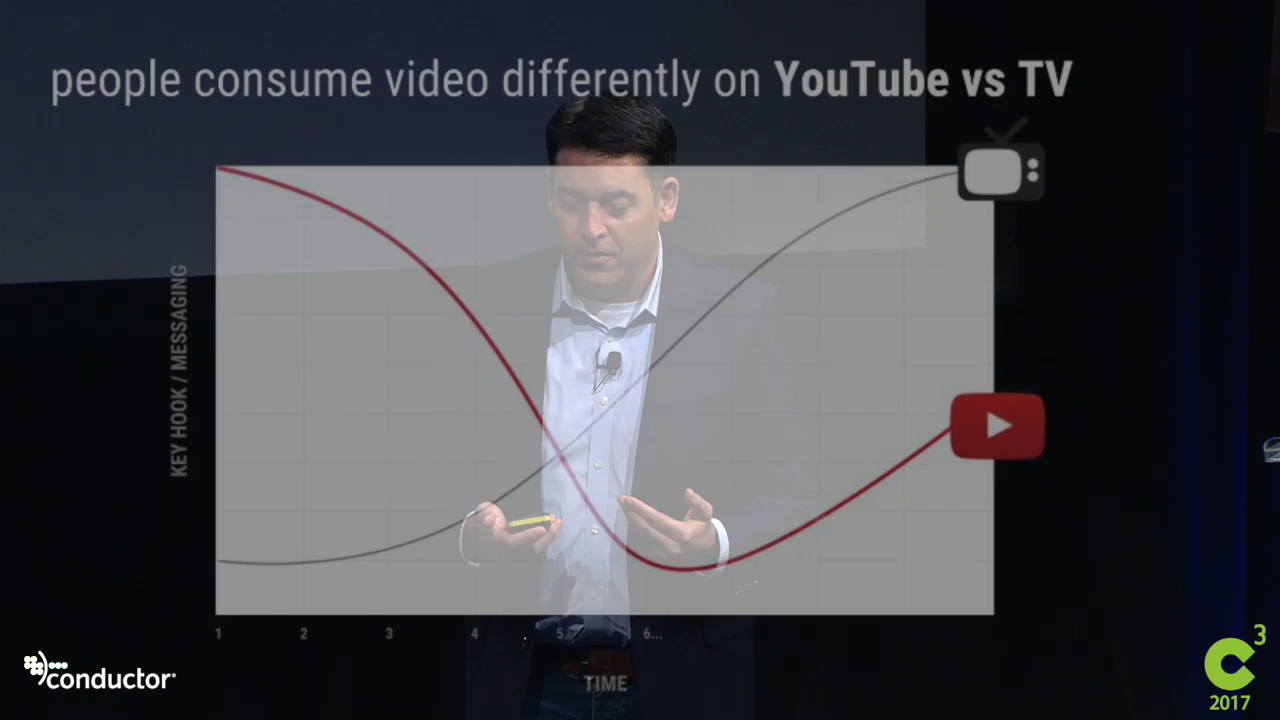 people consume video differently on YouTube vs TV
KEY HOOK / MESSAGING
1 2 3 4 5 6...
TIME
conductor
C3
2017